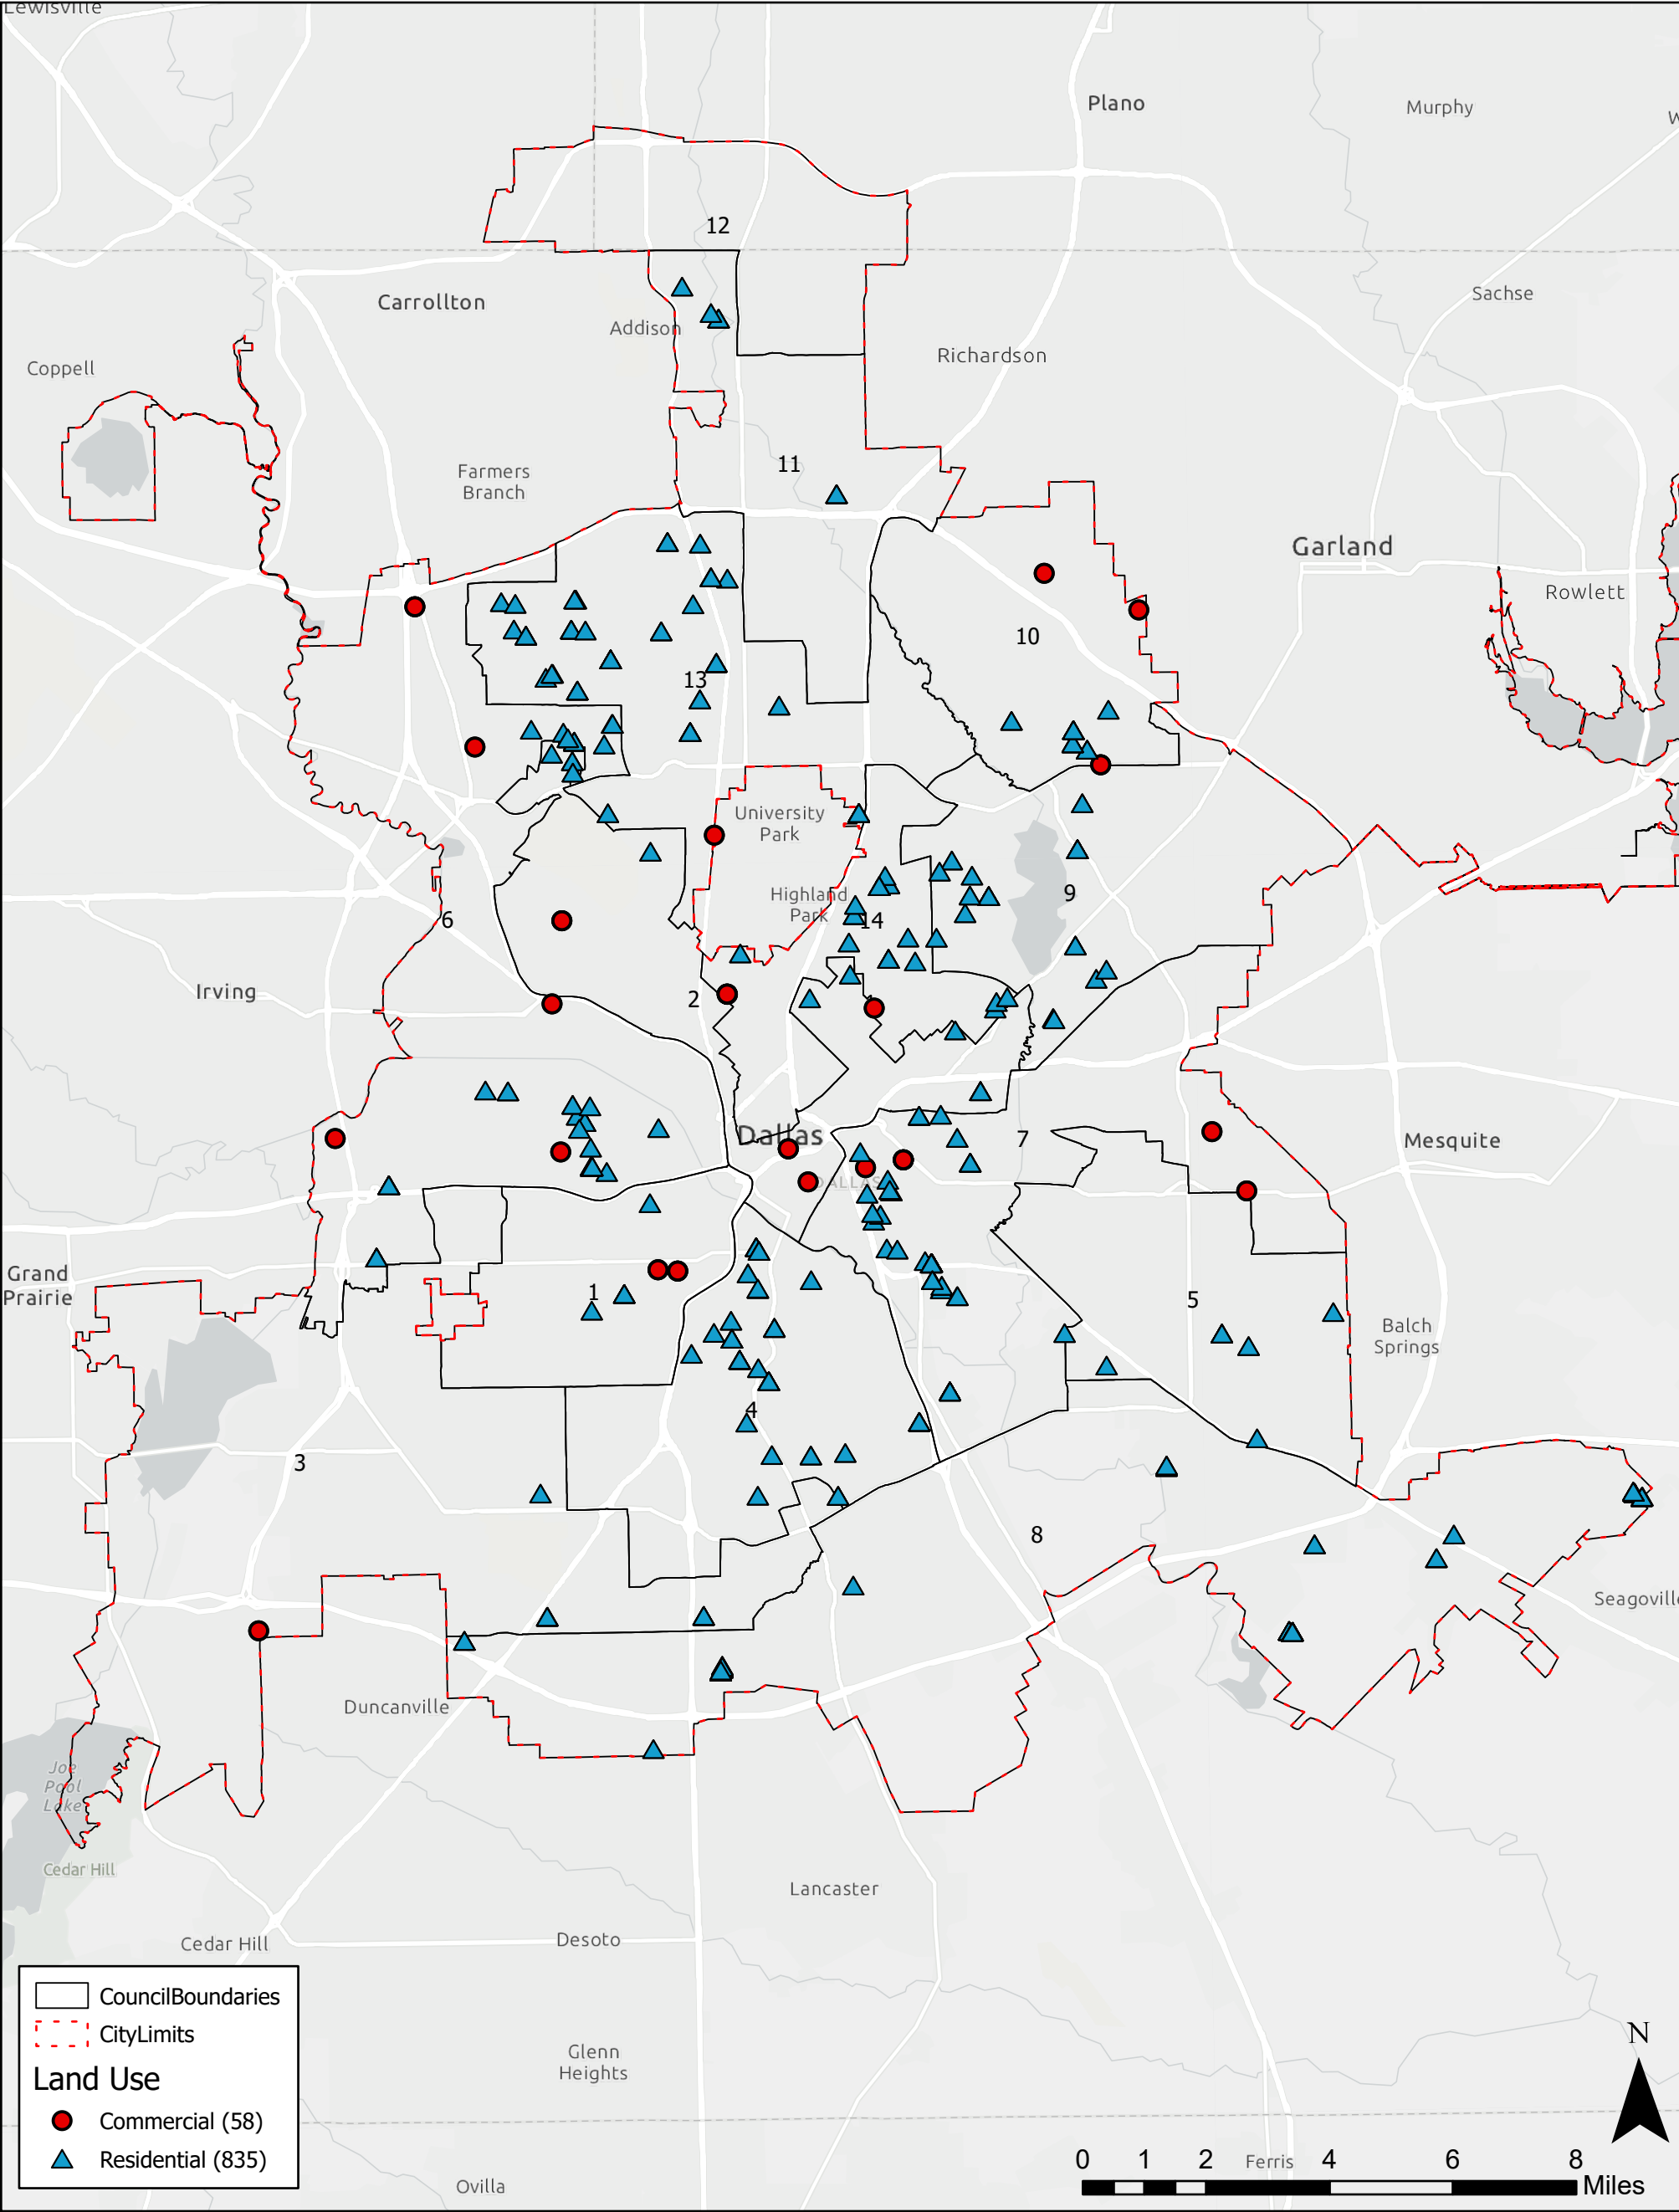 Lewisville
Plano
Murphy
W
12
Carrollton
Sachse
Addison
Richardson
Coppell
11
Farmers
Branch
Garland
Rowlett
10
13
University
Park
Highland
Park
14
9
6
Irving
2
Dallas
7
Mesquite
DALLAS
Grand
Prairie
1
5
Balch
Springs
4
3
8
Seagoville
Duncanville
Joe
Pool
Lake
Cedar Hill
Lancaster
Cedar Hill
Desoto
CouncilBoundaries
CityLimits
Land Use
Commercial (58)
Residential (835)
Glenn
Heights
N
Ovilla
Ferris
0 1 2 4 6 8
Miles